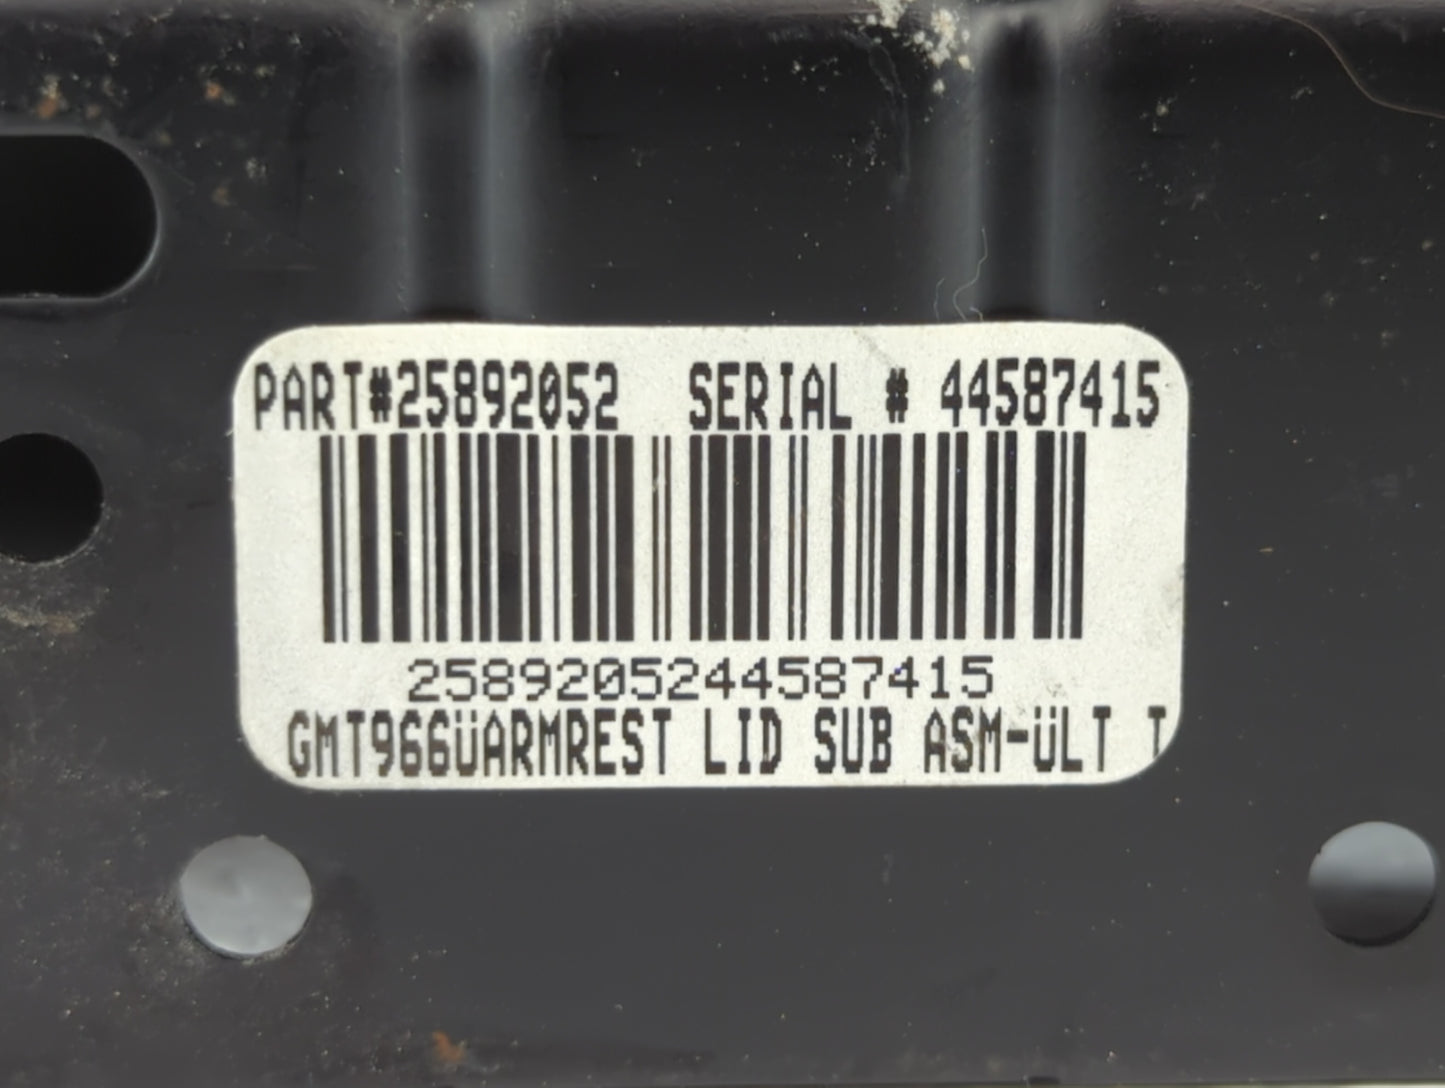 PART#25892052 SERIAL # 44587415
2589205244587415
GMT966üARMREST LID SUB ASM-üLT T